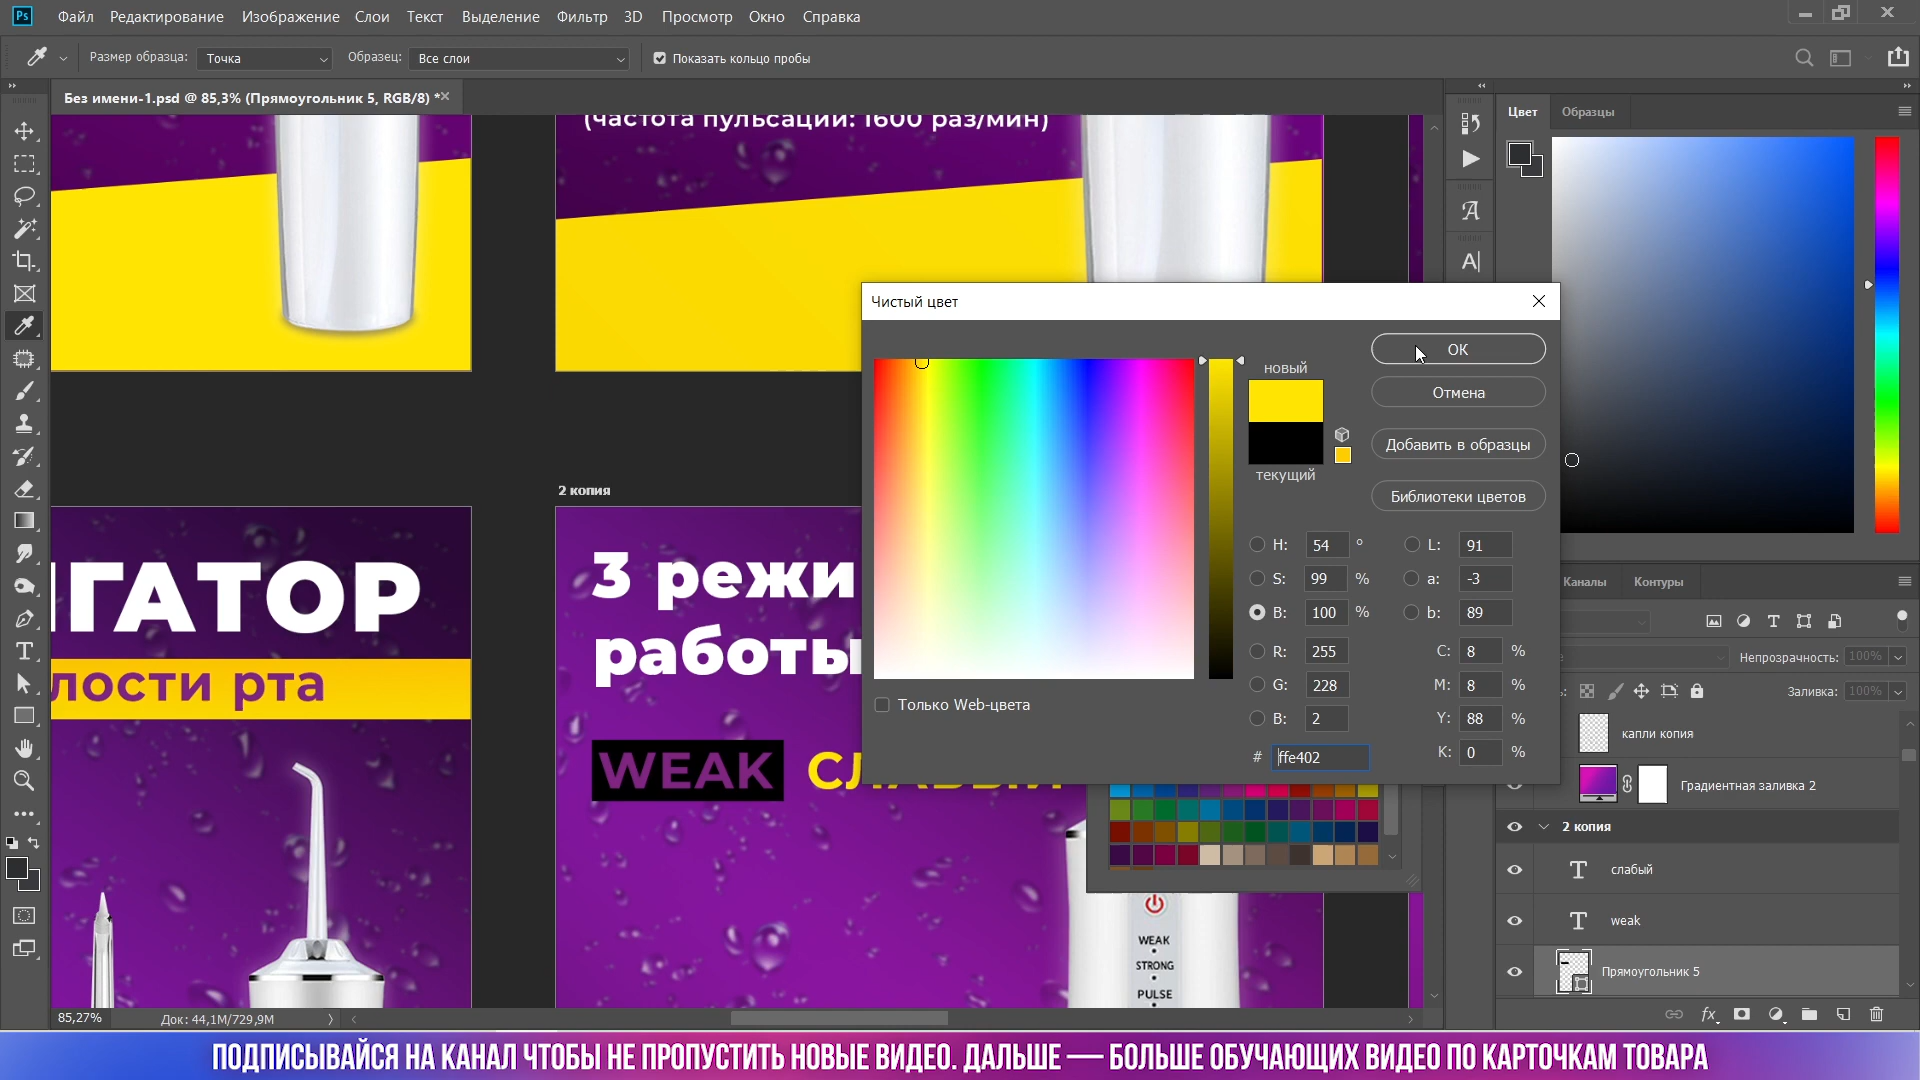 Ps
Файл Редактирование Изображение Слои Текст Выделение Фильтр 3D Просмотр Окно Справка
Размер образца: Точка Образец: Все слои Показать кольцо пробы
Без имени-1.psd @ 85,3% (Прямоугольник 5, RGB/8) *
(частота пульсации: 1600 раз/мин)
Цвет Образцы
Чистый цвет
новый
текущий
OK
Отмена
Добавить в образцы
Библиотеки цветов
H: 54 ° L: 91
S: 99 % a: -3
B: 100 % b: 89
R: 255 C: 8 %
G: 228 M: 8 %
B: 2 Y: 88 %
# ffe402 K: 0 %
Только Web-цвета
2 копия
ИГАТОР
лости рта
3 режи
работы
WEAK СЛАБЫЙ
WEAK
STRONG
PULSE
Каналы Контуры
Непрозрачность: 100%
Заливка: 100%
капли копия
Градиентная заливка 2
2 копия
слабый
weak
Прямоугольник 5
fx
85,27% Док: 44,1M/729,9M
ПОДПИСЫВАЙСЯ НА КАНАЛ ЧТОБЫ НЕ ПРОПУСТИТЬ НОВЫЕ ВИДЕО. ДАЛЬШЕ — БОЛЬШЕ ОБУЧАЮЩИХ ВИДЕО ПО КАРТОЧКАМ ТОВАРА